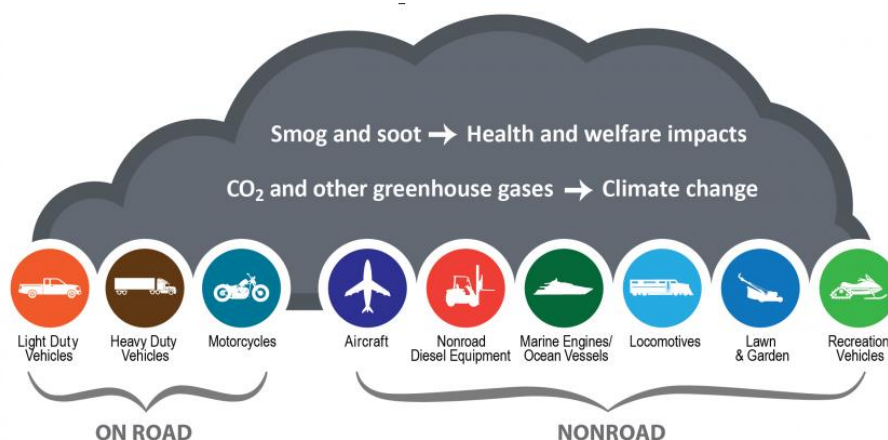 Smog and soot → Health and welfare impacts
CO₂ and other greenhouse gases → Climate change
Light Duty
Vehicles
Heavy Duty
Vehicles
Motorcycles
Aircraft
Nonroad
Diesel Equipment
Marine Engines/
Ocean Vessels
Locomotives
Lawn
& Garden
Recreation
Vehicles
ON ROAD
NONROAD